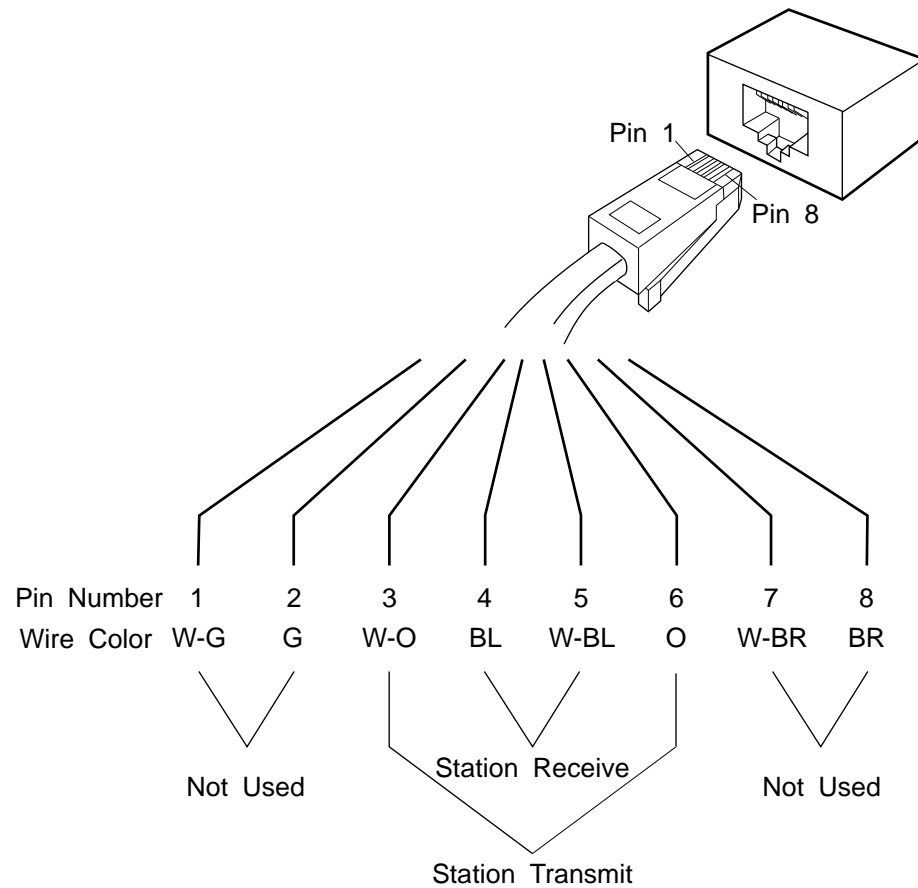 Pin 1
Pin 8
Pin Number 1 2 3 4 5 6 7 8
Wire Color W-G G W-O BL W-BL O W-BR BR
Station Receive
Not Used Not Used
Station Transmit